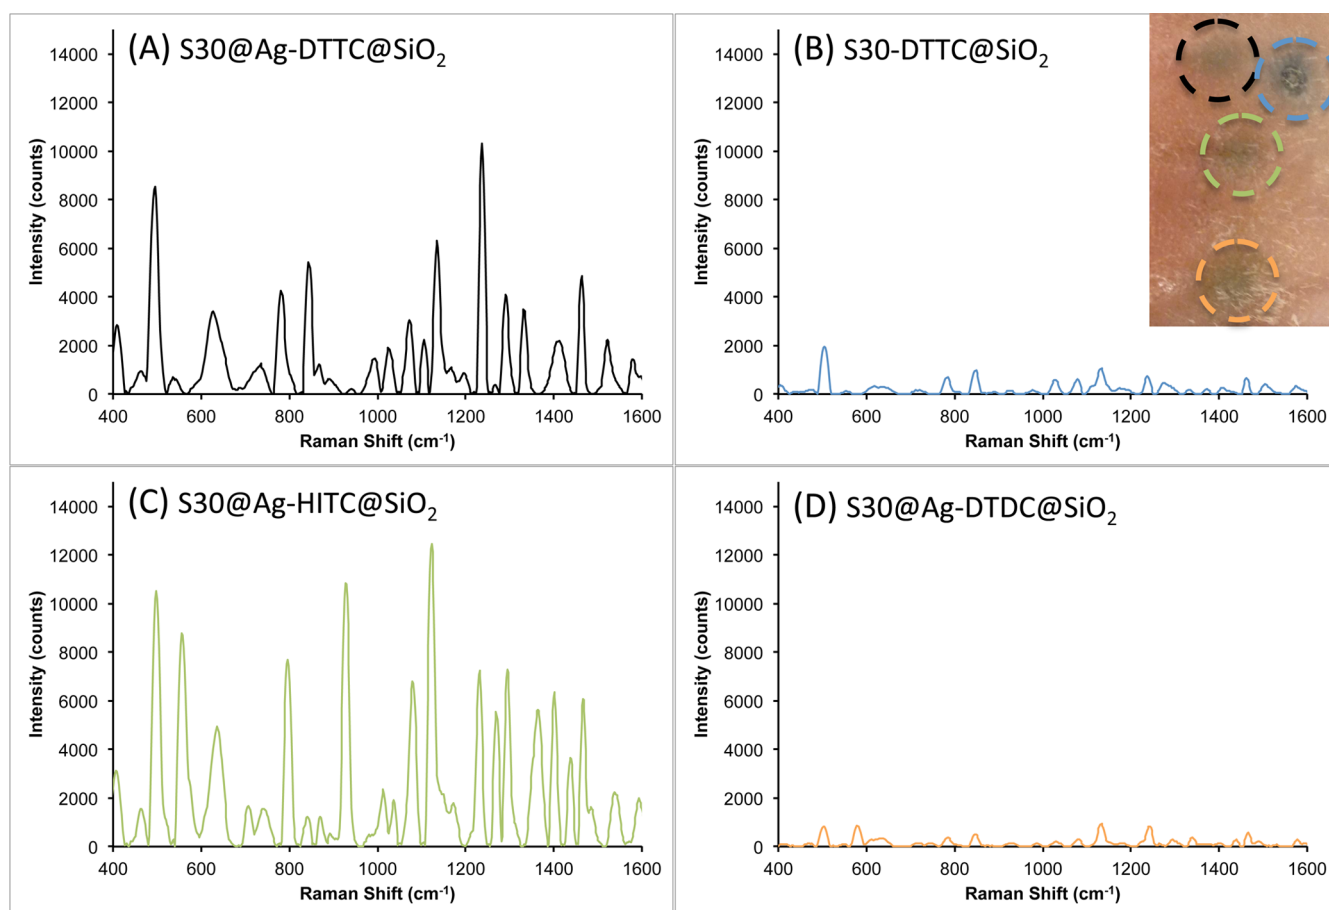 (A) S30@Ag-DTTC@SiO₂
14000
12000
10000
8000
6000
4000
2000
0
Intensity (counts)
400 600 800 1000 1200 1400 1600
Raman Shift (cm⁻¹)
(B) S30-DTTC@SiO₂
14000
12000
10000
8000
6000
4000
2000
0
Intensity (counts)
400 600 800 1000 1200 1400 1600
Raman Shift (cm⁻¹)
(C) S30@Ag-HITC@SiO₂
14000
12000
10000
8000
6000
4000
2000
0
Intensity (counts)
400 600 800 1000 1200 1400 1600
Raman Shift (cm⁻¹)
(D) S30@Ag-DTDC@SiO₂
14000
12000
10000
8000
6000
4000
2000
0
Intensity (counts)
400 600 800 1000 1200 1400 1600
Raman Shift (cm⁻¹)